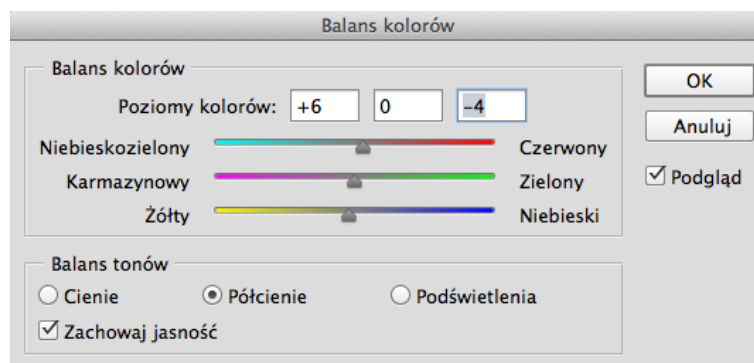 Balans kolorów
Balans kolorów
Poziomy kolorów: +6 0 -4
Niebieskozielony Czerwony
Karmazynowy Zielony
Żółty Niebieski
Balans tonów
Cienie Półcienie Podświetlenia
Zachowaj jasność
OK
Anuluj
Podgląd